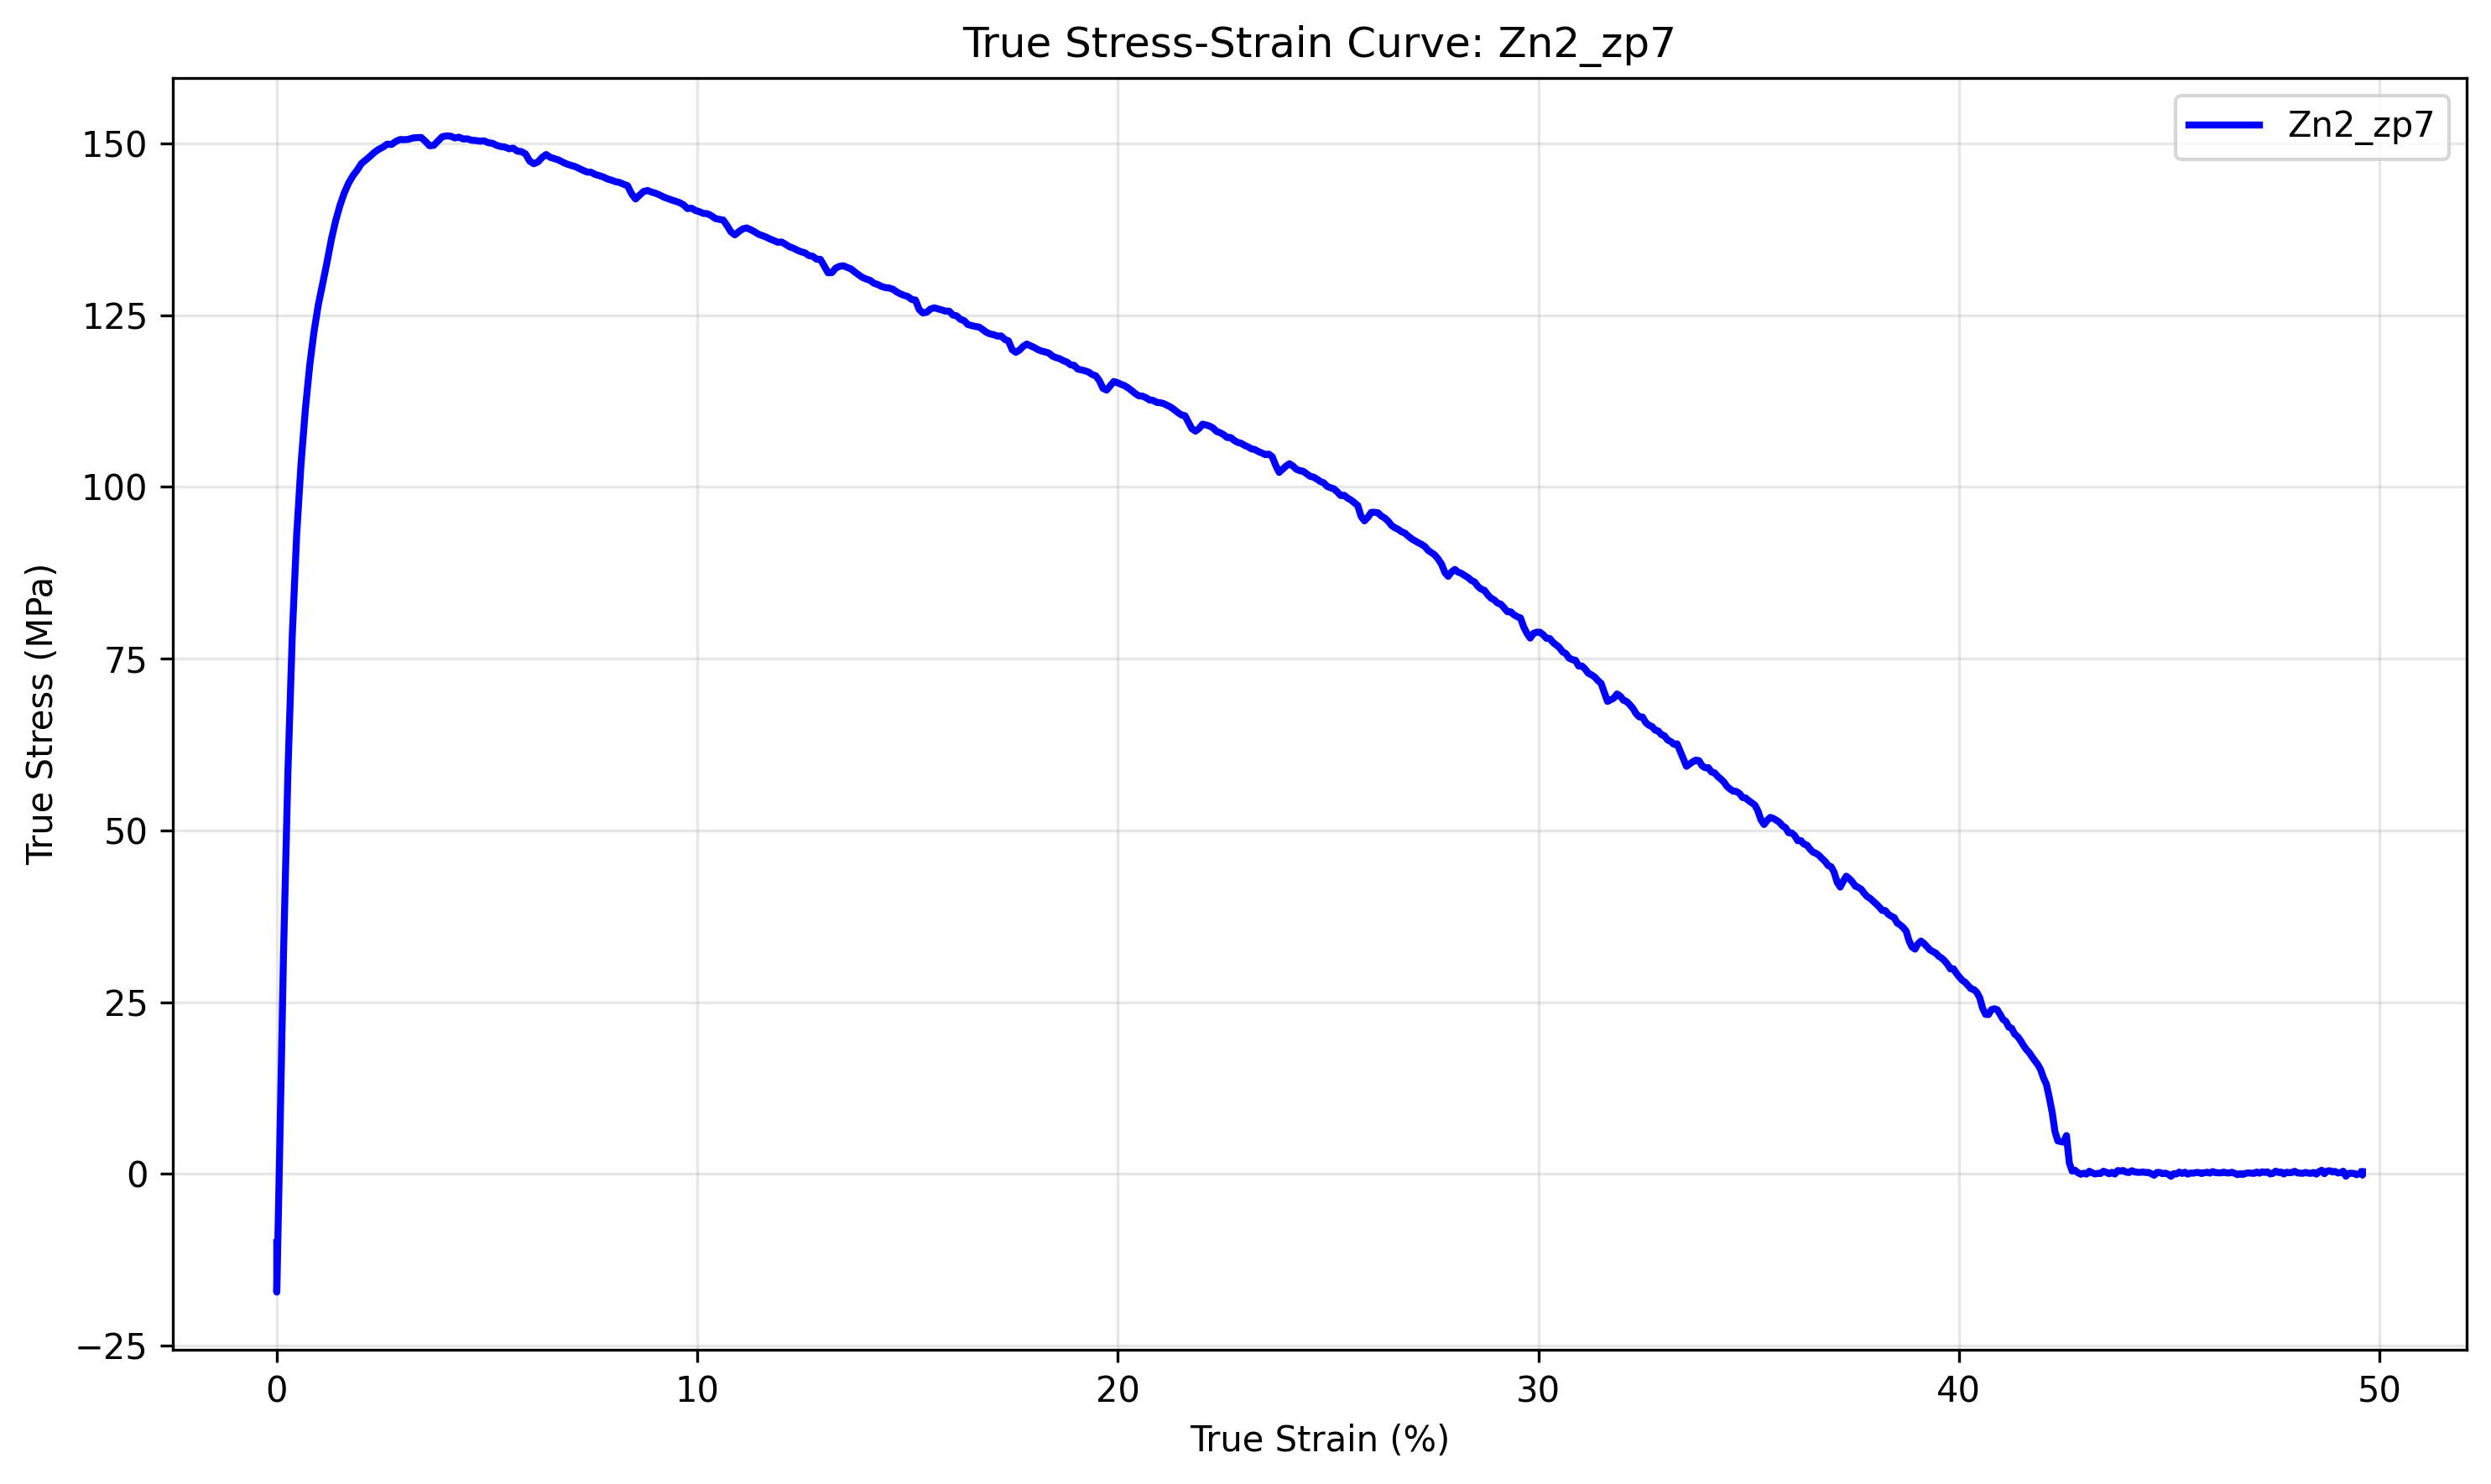 True Stress-Strain Curve: Zn2_zp7
Zn2_zp7
True Stress (MPa)
150
125
100
75
50
25
0
−25
0 10 20 30 40 50
True Strain (%)